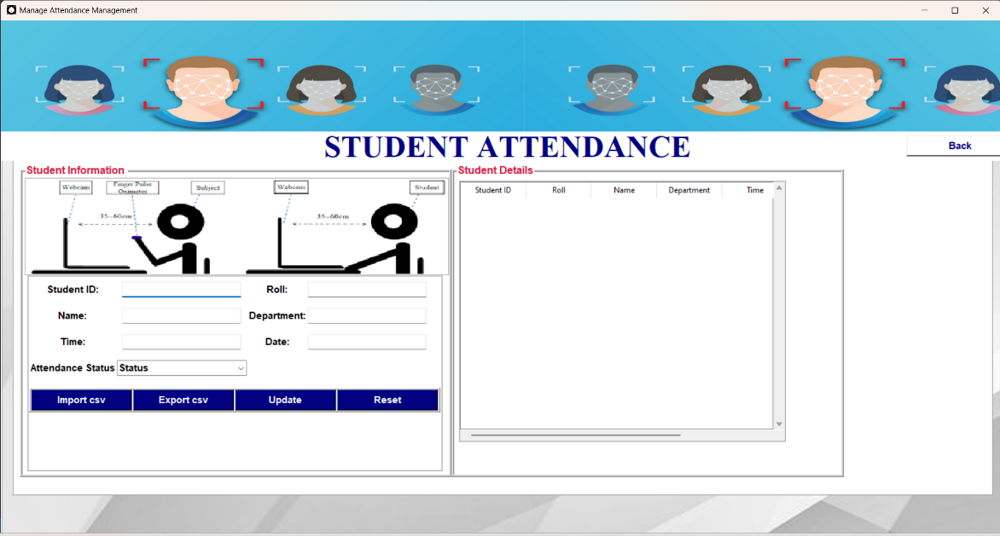 Manage Attendance Management
STUDENT ATTENDANCE
Back
Student Information
Webcam
Finger Pulse
Oximeter
Subject
35–60cm
Webcam
Student
35–60cm
Student ID:
Roll:
Name:
Department:
Time:
Date:
Attendance Status
Status
Import csv
Export csv
Update
Reset
Student Details
Student ID
Roll
Name
Department
Time